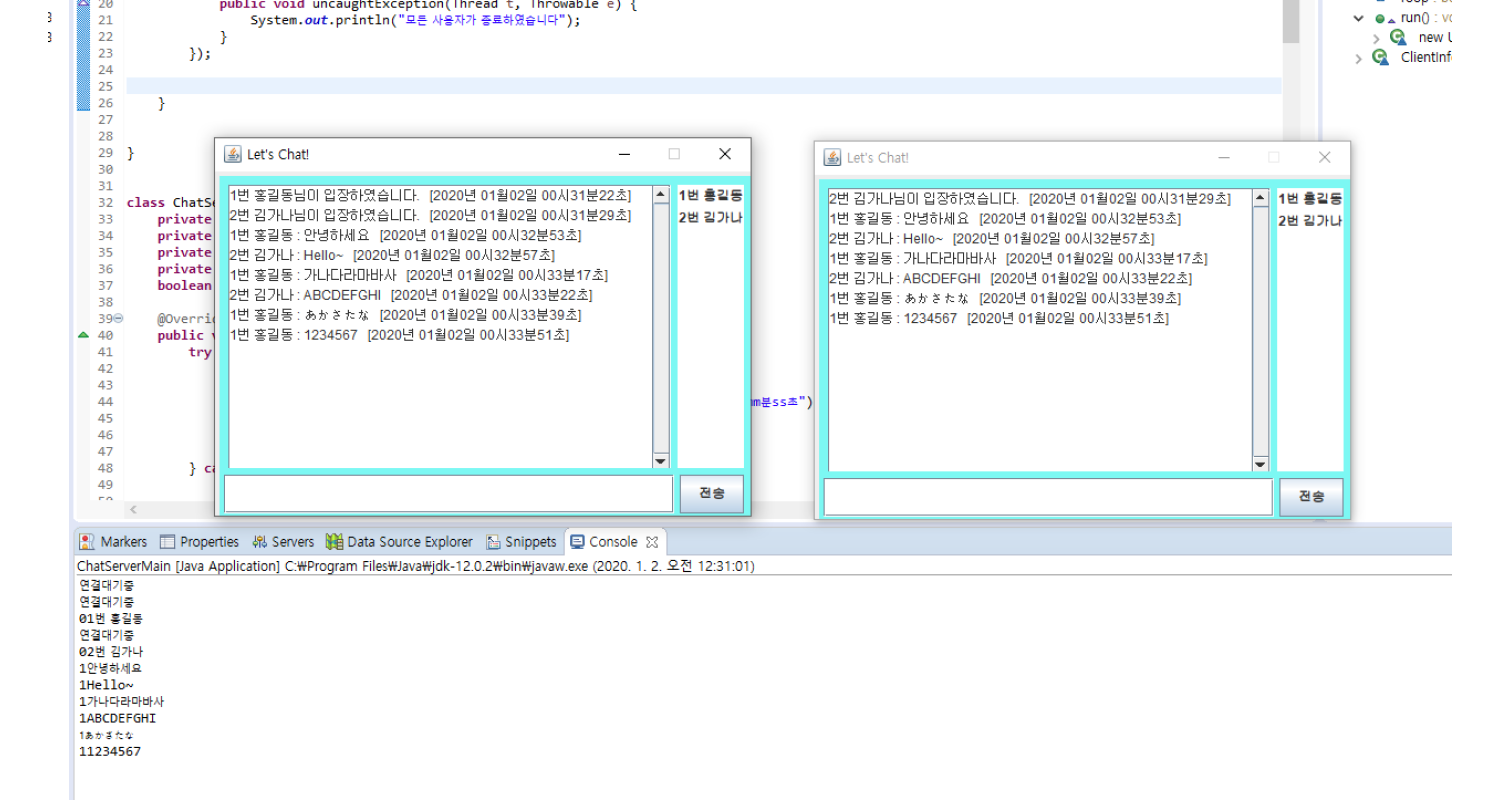 3
3
20 public void uncaughtException(Thread t, Throwable e) {
21 System.out.println("모든 사용자가 종료하였습니다");
22 }
23 });
24
25
26 }
27
28
29 }
30
31
32 class ChatSe
33 private
34 private
35 private
36 private
37 boolean
38
39 @Overrid
40 public v
41 try
42
43
44 mm분ss초")
45
46
47
48 } ca
49
50
run() : vo
new U
ClientInfo
Let's Chat!
1번 홍길동님이 입장하였습니다. [2020년 01월02일 00시31분22초]
2번 김가나님이 입장하였습니다. [2020년 01월02일 00시31분29초]
1번 홍길동 : 안녕하세요 [2020년 01월02일 00시32분53초]
2번 김가나 : Hello~ [2020년 01월02일 00시32분57초]
1번 홍길동 : 가나다라마바사 [2020년 01월02일 00시33분17초]
2번 김가나 : ABCDEFGHI [2020년 01월02일 00시33분22초]
1번 홍길동 : あかさたな [2020년 01월02일 00시33분39초]
1번 홍길동 : 1234567 [2020년 01월02일 00시33분51초]
1번 홍길동
2번 김가나
전송
Let's Chat!
2번 김가나님이 입장하였습니다. [2020년 01월02일 00시31분29초]
1번 홍길동 : 안녕하세요 [2020년 01월02일 00시32분53초]
2번 김가나 : Hello~ [2020년 01월02일 00시32분57초]
1번 홍길동 : 가나다라마바사 [2020년 01월02일 00시33분17초]
2번 김가나 : ABCDEFGHI [2020년 01월02일 00시33분22초]
1번 홍길동 : あかさたな [2020년 01월02일 00시33분39초]
1번 홍길동 : 1234567 [2020년 01월02일 00시33분51초]
1번 홍길동
2번 김가나
전송
Markers Properties Servers Data Source Explorer Snippets Console
ChatServerMain [Java Application] C:₩Program Files₩Java₩jdk-12.0.2₩bin₩javaw.exe (2020. 1. 2. 오전 12:31:01)
연결대기중
연결대기중
01번 홍길동
연결대기중
02번 김가나
1안녕하세요
1Hello~
1가나다라마바사
1ABCDEFGHI
1あかさたな
11234567